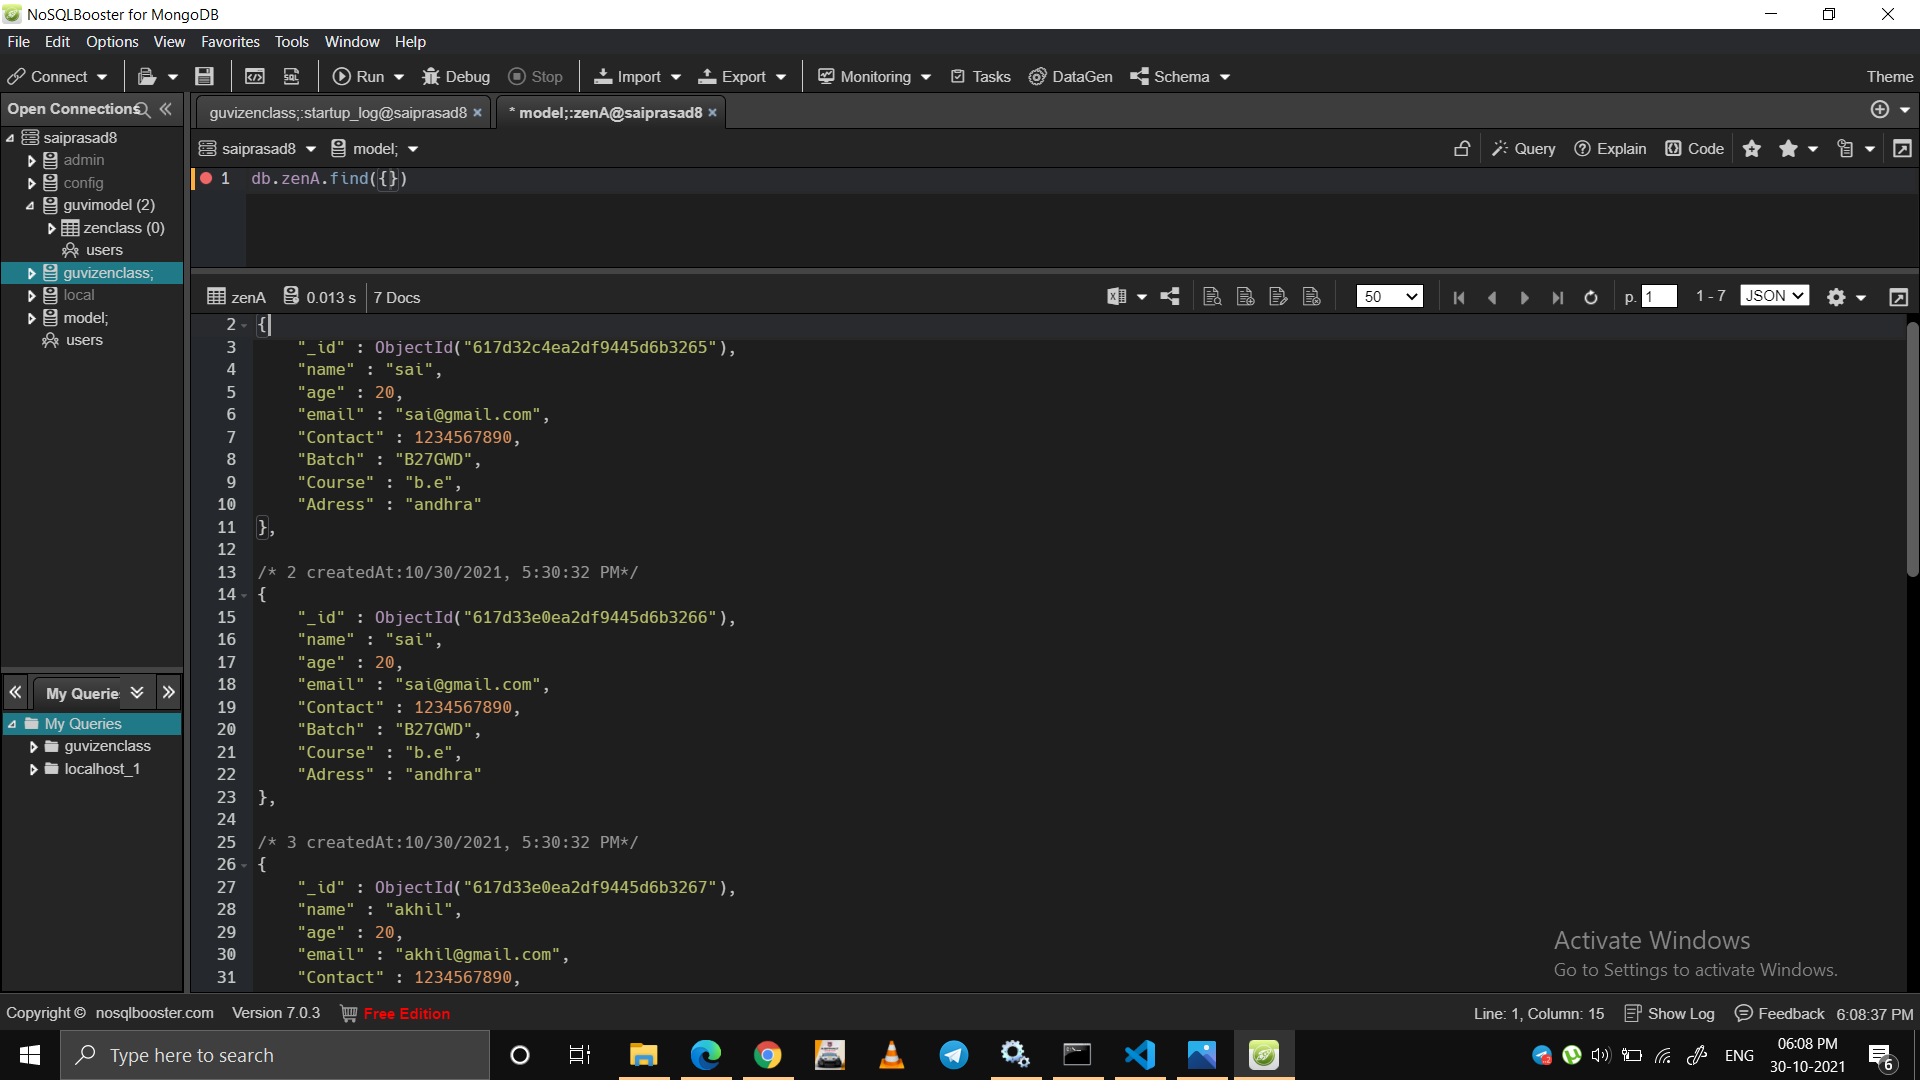 NoSQLBooster for MongoDB
File Edit Options View Favorites Tools Window Help
Connect Run Debug Stop Import Export Monitoring Tasks DataGen Schema Theme
Open Connections
saiprasad8
admin
config
guvimodel (2)
zenclass (0)
users
guvizenclass;
local
model;
users
My Querie
My Queries
guvizenclass
localhost_1
guvizenclass;:startup_log@saiprasad8 × * model;:zenA@saiprasad8 ×
saiprasad8 model; Query Explain Code
1 db.zenA.find({})
zenA 0.013 s 7 Docs 50 p. 1 1 - 7 JSON
2 {
3 "_id" : ObjectId("617d32c4ea2df9445d6b3265"),
4 "name" : "sai",
5 "age" : 20,
6 "email" : "sai@gmail.com",
7 "Contact" : 1234567890,
8 "Batch" : "B27GWD",
9 "Course" : "b.e",
10 "Adress" : "andhra"
11 },
12
13 /* 2 createdAt:10/30/2021, 5:30:32 PM*/
14 {
15 "_id" : ObjectId("617d33e0ea2df9445d6b3266"),
16 "name" : "sai",
17 "age" : 20,
18 "email" : "sai@gmail.com",
19 "Contact" : 1234567890,
20 "Batch" : "B27GWD",
21 "Course" : "b.e",
22 "Adress" : "andhra"
23 },
24
25 /* 3 createdAt:10/30/2021, 5:30:32 PM*/
26 {
27 "_id" : ObjectId("617d33e0ea2df9445d6b3267"),
28 "name" : "akhil",
29 "age" : 20,
30 "email" : "akhil@gmail.com",
31 "Contact" : 1234567890,
Activate Windows
Go to Settings to activate Windows.
Copyright © nosqlbooster.com Version 7.0.3 Free Edition Line: 1, Column: 15 Show Log Feedback 6:08:37 PM
Type here to search ENG 06:08 PM
30-10-2021
6